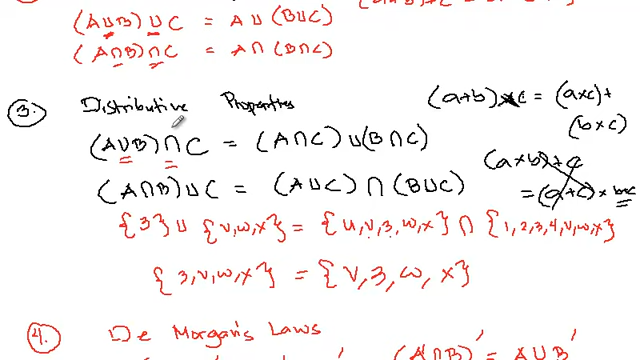 (A∪B)∪C = A∪(B∪C)
(A∩B)∩C = A∩(B∩C)
3. Distributive Properties
(a+b)×c = (a×c)+
(b×c)
(A∪B)∩C = (A∩C)∪(B∩C)
(a×b)+c
(A∩B)∪C = (A∪C)∩(B∪C)
=(a+c)×b+c
{3}∪{v,w,x} = {u,v,3,w,x}∩{1,2,3,4,v,w,x}
{3,v,w,x} = {v,3,w,x}
4. De Morgan's Laws
(A∩B)' = A∪B'